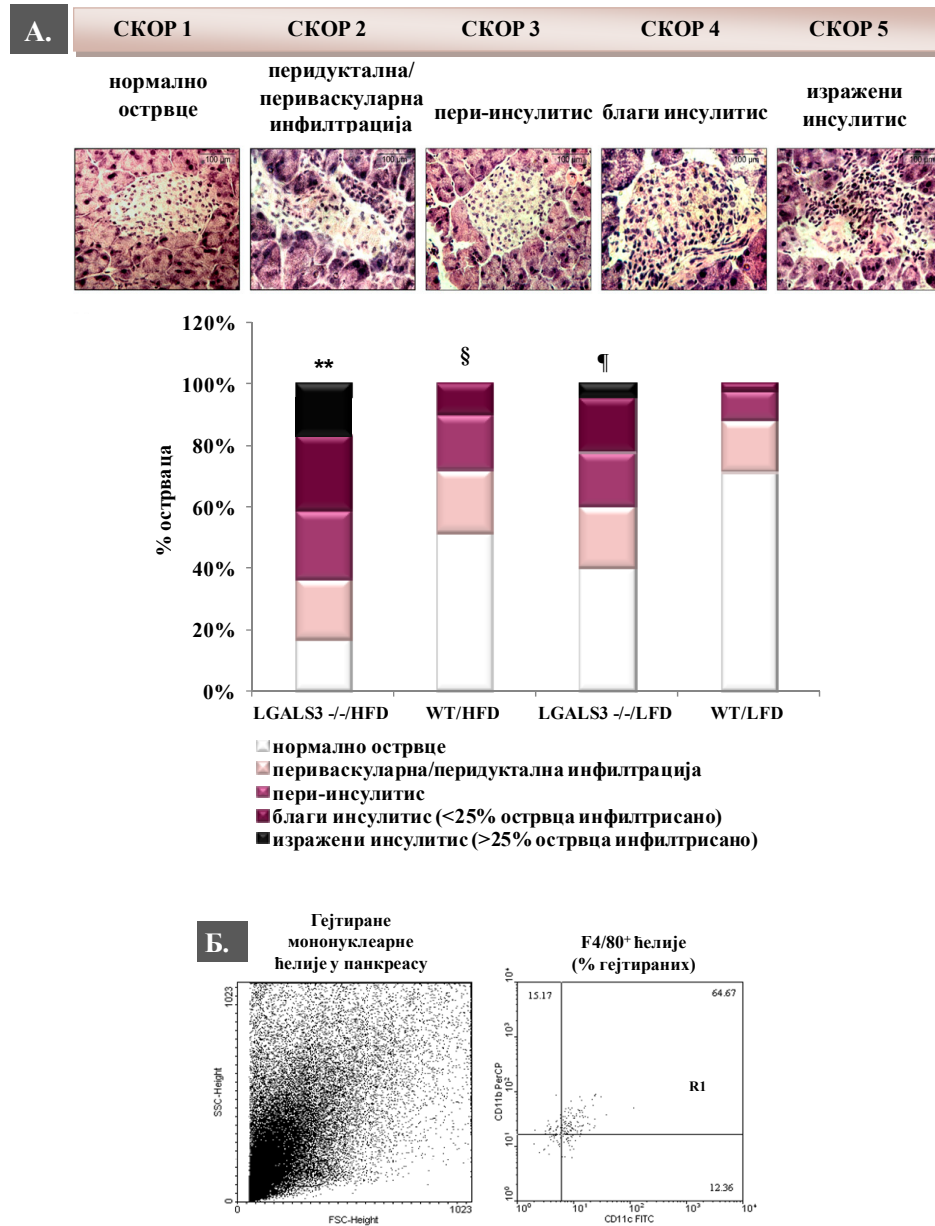 А.
СКОР 1 СКОР 2 СКОР 3 СКОР 4 СКОР 5
нормално
острвце
перидуктална/
периваскуларна
инфилтрација
пери-инсулитис
благи инсулитис
изражени
инсулитис
100 µm 100 µm 100 µm 100 µm 100 µm
120%
100%
80%
60%
40%
20%
0%
% острваца
** § ¶
LGALS3 -/-/HFD WT/HFD LGALS3 -/-/LFD WT/LFD
нормално острвце
периваскуларна/перидуктална инфилтрација
пери-инсулитис
благи инсулитис (<25% острвца инфилтрисано)
изражени инсулитис (>25% острвца инфилтрисано)
Б.
Гејтиране
мононуклеарне
ћелије у панкреасу
1023
0
SSC-Height
0 1023
FSC-Height
F4/80⁺ ћелије
(% гејтираних)
15.17 64.67
R1
12.36
10⁴
10³
10²
10¹
10⁰
CD11b PerCP
10⁰ 10¹ 10² 10³ 10⁴
CD11c FITC